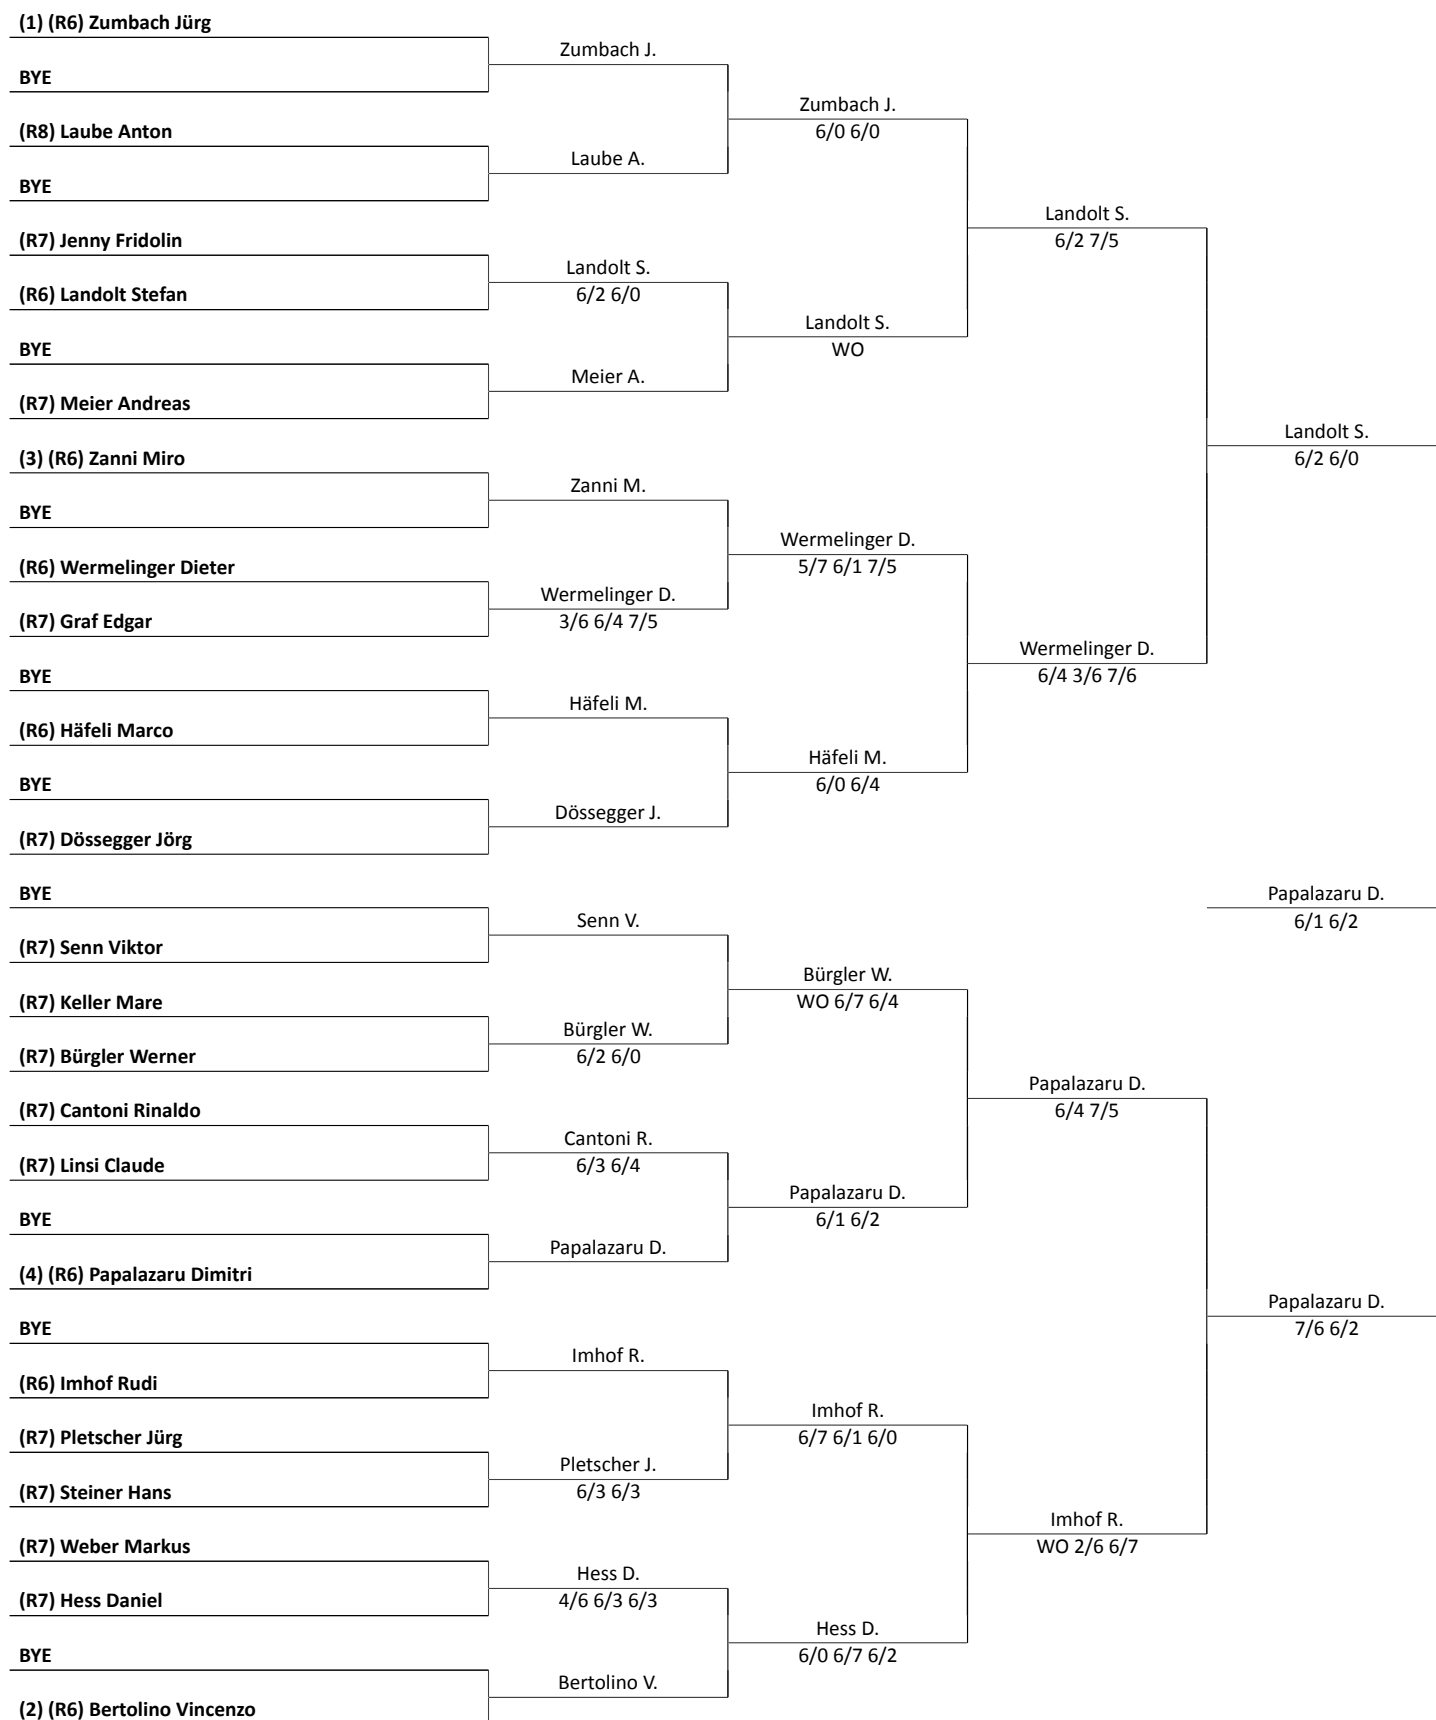 (1) (R6) Zumbach Jürg
Zumbach J.
BYE
Zumbach J.
6/0 6/0
(R8) Laube Anton
Laube A.
BYE
Landolt S.
6/2 7/5
(R7) Jenny Fridolin
Landolt S.
6/2 6/0
(R6) Landolt Stefan
Landolt S.
WO
BYE
Meier A.
(R7) Meier Andreas
Landolt S.
6/2 6/0
(3) (R6) Zanni Miro
Zanni M.
BYE
Wermelinger D.
5/7 6/1 7/5
(R6) Wermelinger Dieter
Wermelinger D.
3/6 6/4 7/5
(R7) Graf Edgar
Wermelinger D.
6/4 3/6 7/6
BYE
Häfeli M.
(R6) Häfeli Marco
Häfeli M.
6/0 6/4
BYE
Dössegger J.
(R7) Dössegger Jörg
BYE
Papalazaru D.
6/1 6/2
Senn V.
(R7) Senn Viktor
Bürgler W.
WO 6/7 6/4
(R7) Keller Mare
Bürgler W.
6/2 6/0
(R7) Bürgler Werner
Papalazaru D.
6/4 7/5
(R7) Cantoni Rinaldo
Cantoni R.
6/3 6/4
(R7) Linsi Claude
Papalazaru D.
6/1 6/2
BYE
Papalazaru D.
(4) (R6) Papalazaru Dimitri
Papalazaru D.
7/6 6/2
BYE
Imhof R.
(R6) Imhof Rudi
Imhof R.
6/7 6/1 6/0
(R7) Pletscher Jürg
Pletscher J.
6/3 6/3
(R7) Steiner Hans
Imhof R.
WO 2/6 6/7
(R7) Weber Markus
Hess D.
4/6 6/3 6/3
(R7) Hess Daniel
Hess D.
6/0 6/7 6/2
BYE
Bertolino V.
(2) (R6) Bertolino Vincenzo